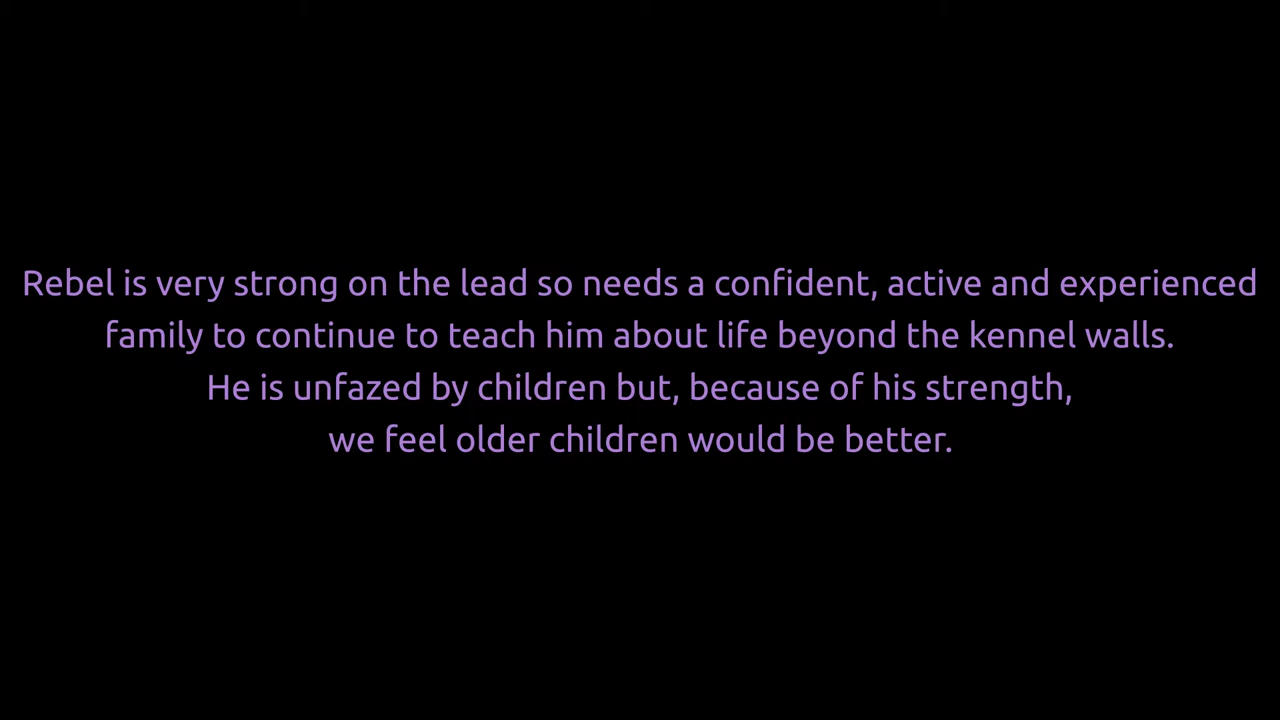 Rebel is very strong on the lead so needs a confident, active and experienced
family to continue to teach him about life beyond the kennel walls.
He is unfazed by children but, because of his strength,
we feel older children would be better.